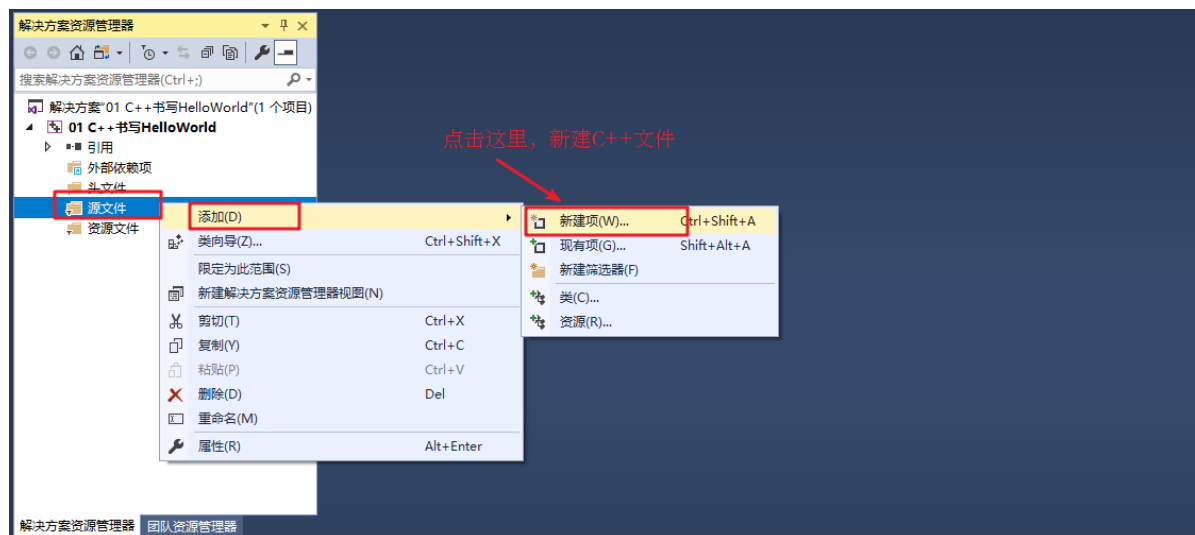 解决方案资源管理器
搜索解决方案资源管理器(Ctrl+;)
解决方案"01 C++书写HelloWorld"(1 个项目)
01 C++书写HelloWorld
引用
外部依赖项
头文件
源文件
资源文件
点击这里，新建C++文件
添加(D)
类向导(Z)... Ctrl+Shift+X
限定为此范围(S)
新建解决方案资源管理器视图(N)
剪切(T) Ctrl+X
复制(Y) Ctrl+C
粘贴(P) Ctrl+V
删除(D) Del
重命名(M)
属性(R) Alt+Enter
新建项(W)... Ctrl+Shift+A
现有项(G)... Shift+Alt+A
新建筛选器(F)
类(C)...
资源(R)...
解决方案资源管理器 团队资源管理器